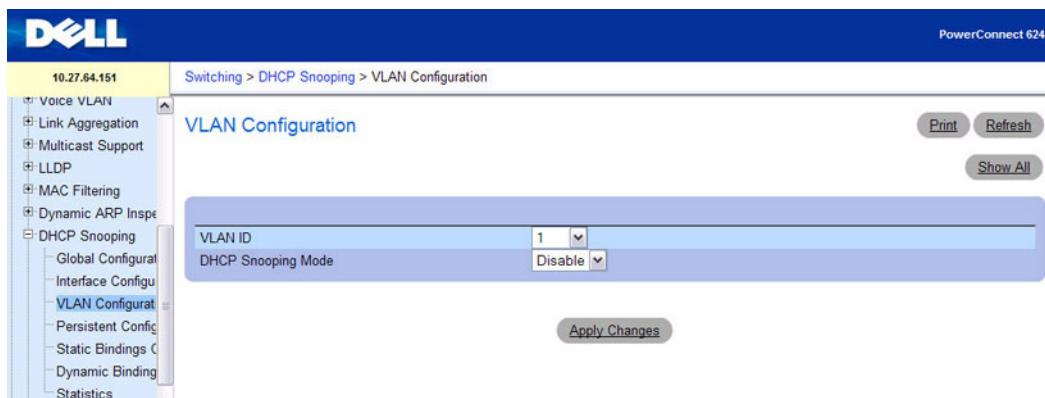 DELL
PowerConnect 624
10.27.64.151
Switching > DHCP Snooping > VLAN Configuration
Voice VLAN
Link Aggregation
Multicast Support
LLDP
MAC Filtering
Dynamic ARP Inspe
DHCP Snooping
Global Configurat
Interface Configu
VLAN Configurat
Persistent Config
Static Bindings C
Dynamic Binding
Statistics
VLAN Configuration
Print
Refresh
Show All
VLAN ID
1
DHCP Snooping Mode
Disable
Apply Changes